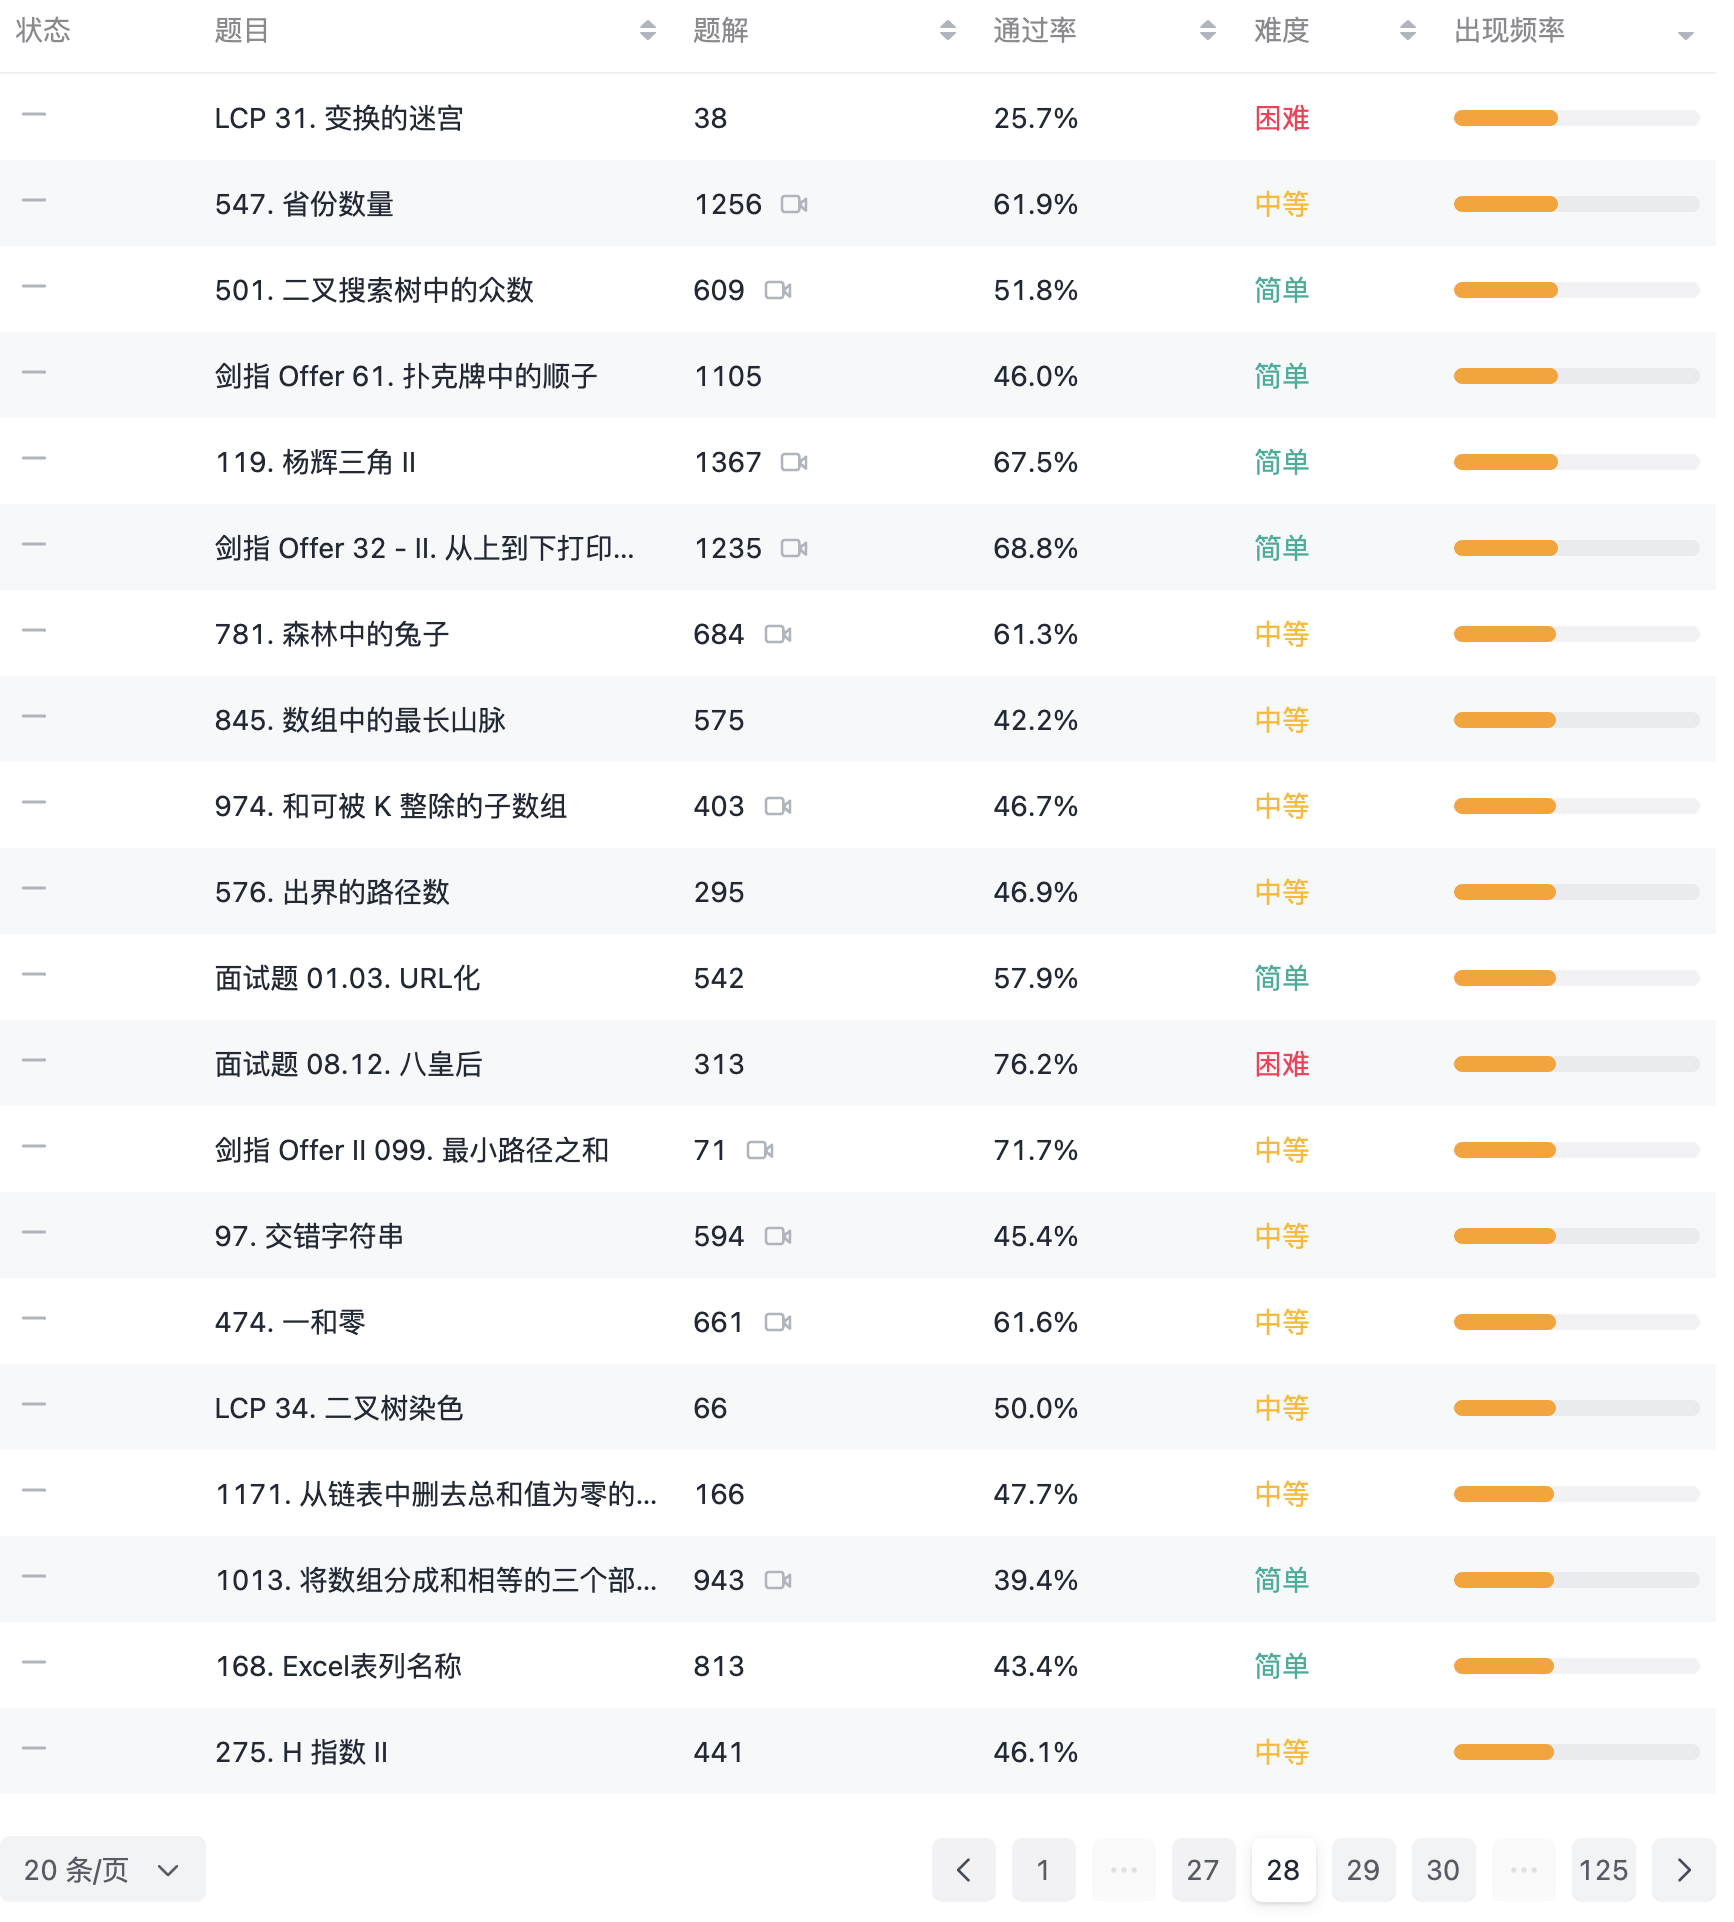 状态 题目 题解 通过率 难度 出现频率
LCP 31. 变换的迷宫 38 25.7% 困难
547. 省份数量 1256 61.9% 中等
501. 二叉搜索树中的众数 609 51.8% 简单
剑指 Offer 61. 扑克牌中的顺子 1105 46.0% 简单
119. 杨辉三角 II 1367 67.5% 简单
剑指 Offer 32 - II. 从上到下打印... 1235 68.8% 简单
781. 森林中的兔子 684 61.3% 中等
845. 数组中的最长山脉 575 42.2% 中等
974. 和可被 K 整除的子数组 403 46.7% 中等
576. 出界的路径数 295 46.9% 中等
面试题 01.03. URL化 542 57.9% 简单
面试题 08.12. 八皇后 313 76.2% 困难
剑指 Offer II 099. 最小路径之和 71 71.7% 中等
97. 交错字符串 594 45.4% 中等
474. 一和零 661 61.6% 中等
LCP 34. 二叉树染色 66 50.0% 中等
1171. 从链表中删去总和值为零的... 166 47.7% 中等
1013. 将数组分成和相等的三个部... 943 39.4% 简单
168. Excel表列名称 813 43.4% 简单
275. H 指数 II 441 46.1% 中等
20 条/页 1 ... 27 28 29 30 ... 125